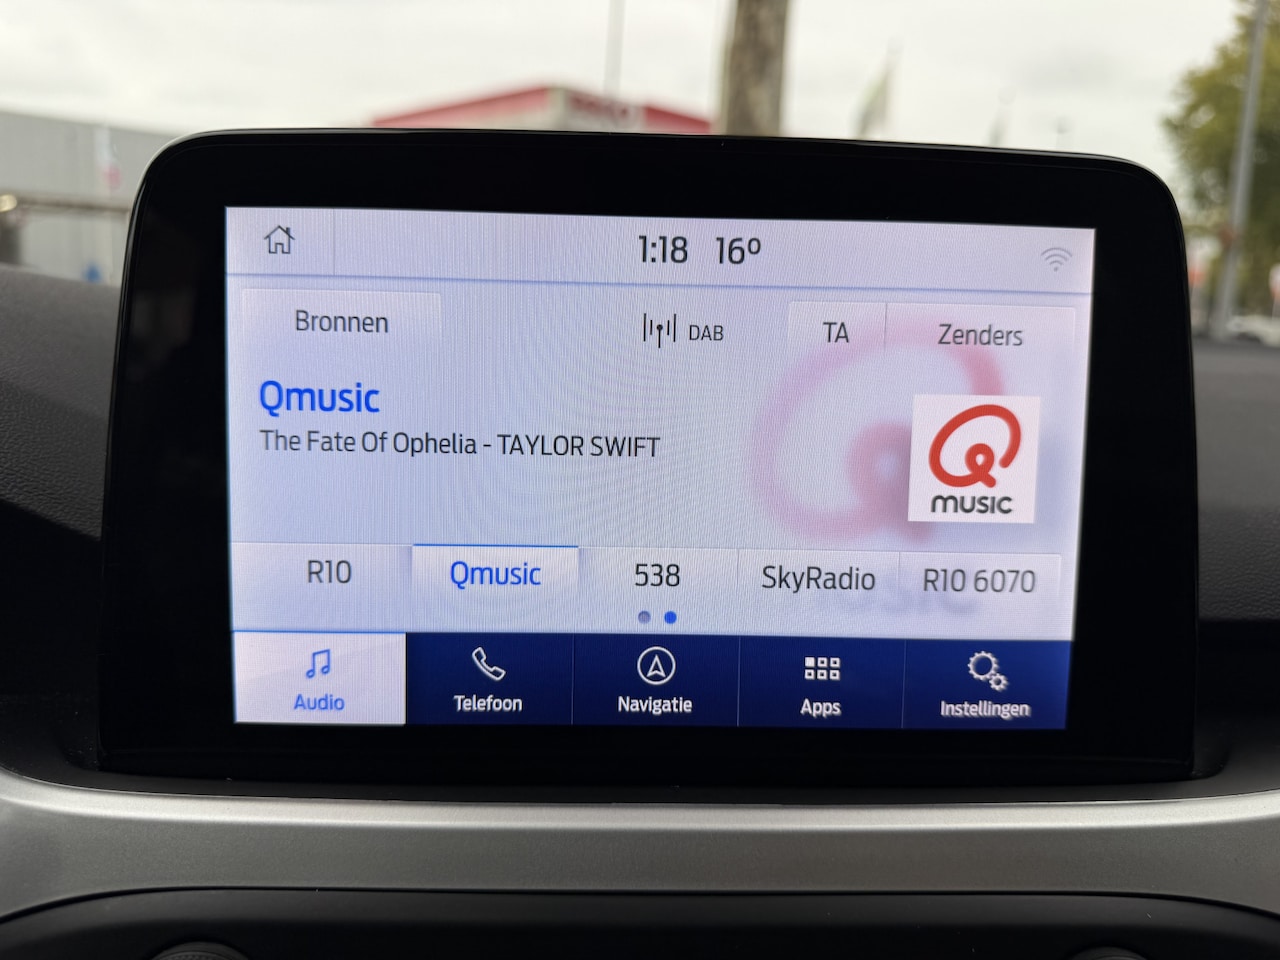 1:18 16º
Bronnen
DAB
TA
Zenders
Qmusic
The Fate Of Ophelia - TAYLOR SWIFT
Q
MUSIC
R10
Qmusic
538
SkyRadio
R10 6070
Audio
Telefoon
Navigatie
Apps
Instellingen